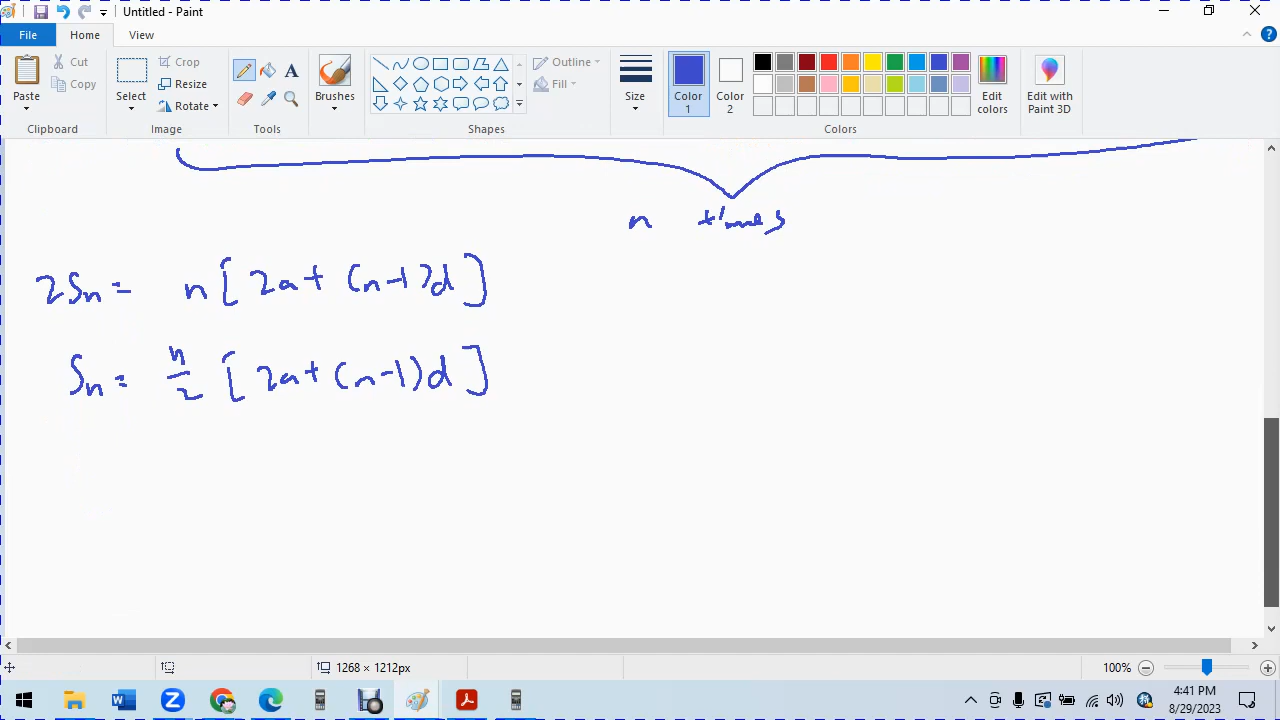 Untitled - Paint
File Home View
Paste Cut Copy
Clipboard
Select Crop Resize Rotate
Image
A
Tools
Brushes
Outline Fill
Shapes
Size
Color 1
Color 2
Edit colors
Colors
Edit with Paint 3D
n times
2Sn = n[2a+(n-1)d]
Sn = n/2 [2a+(n-1)d]
1268 × 1212px
100%
4:41 PM
8/29/2023